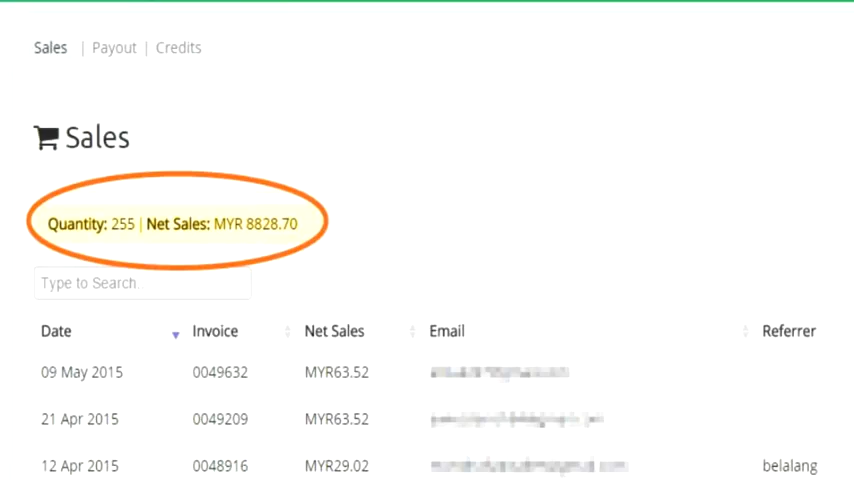 Sales | Payout | Credits
Sales
Quantity: 255 | Net Sales: MYR 8828.70
Type to Search..
Date Invoice Net Sales Email Referrer
09 May 2015 0049632 MYR63.52
21 Apr 2015 0049209 MYR63.52
12 Apr 2015 0048916 MYR29.02 belalang